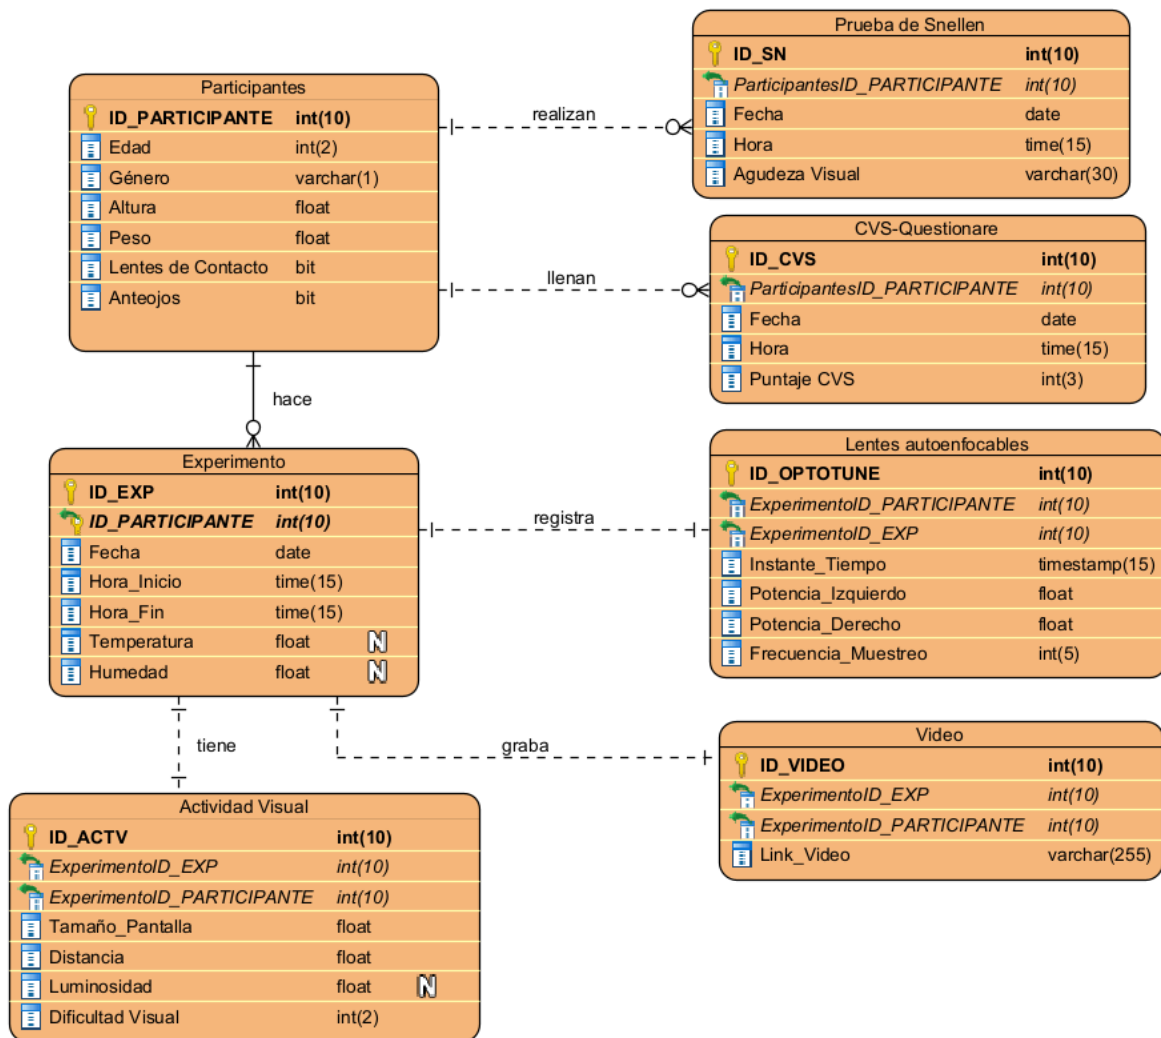 Participantes
ID_PARTICIPANTE int(10)
Edad int(2)
Género varchar(1)
Altura float
Peso float
Lentes de Contacto bit
Anteojos bit
realizan
Prueba de Snellen
ID_SN int(10)
ParticipantesID_PARTICIPANTE int(10)
Fecha date
Hora time(15)
Agudeza Visual varchar(30)
llenan
CVS-Questionare
ID_CVS int(10)
ParticipantesID_PARTICIPANTE int(10)
Fecha date
Hora time(15)
Puntaje CVS int(3)
hace
Experimento
ID_EXP int(10)
ID_PARTICIPANTE int(10)
Fecha date
Hora_Inicio time(15)
Hora_Fin time(15)
Temperatura float N
Humedad float N
registra
Lentes autoenfocables
ID_OPTOTUNE int(10)
ExperimentoID_PARTICIPANTE int(10)
ExperimentoID_EXP int(10)
Instante_Tiempo timestamp(15)
Potencia_Izquierdo float
Potencia_Derecho float
Frecuencia_Muestreo int(5)
tiene
graba
Video
ID_VIDEO int(10)
ExperimentoID_EXP int(10)
ExperimentoID_PARTICIPANTE int(10)
Link_Video varchar(255)
Actividad Visual
ID_ACTV int(10)
ExperimentoID_EXP int(10)
ExperimentoID_PARTICIPANTE int(10)
Tamaño_Pantalla float
Distancia float
Luminosidad float N
Dificultad Visual int(2)